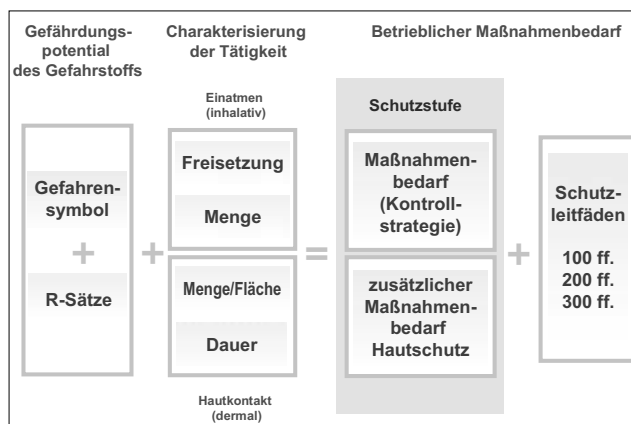 Gefährdungs-
potential
des Gefahrstoffs
Charakterisierung
der Tätigkeit
Betrieblicher Maßnahmenbedarf
Einatmen
(inhalativ)
Schutzstufe
Gefahren-
symbol
+
R-Sätze
+
Freisetzung
Menge
Menge/Fläche
Dauer
Hautkontakt
(dermal)
=
Maßnahmen-
bedarf
(Kontroll-
strategie)
zusätzlicher
Maßnahmen-
bedarf
Hautschutz
+
Schutz-
leitfäden
100 ff.
200 ff.
300 ff.